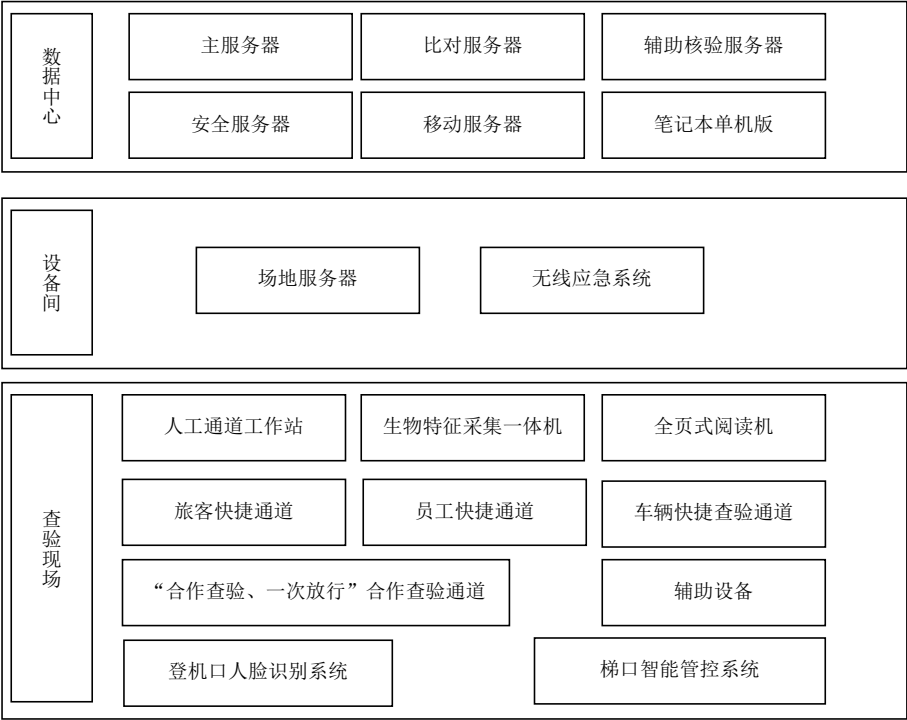 数据中心
主服务器
比对服务器
辅助核验服务器
安全服务器
移动服务器
笔记本单机版
设备间
场地服务器
无线应急系统
查验现场
人工通道工作站
生物特征采集一体机
全页式阅读机
旅客快捷通道
员工快捷通道
车辆快捷查验通道
“合作查验、一次放行”合作查验通道
辅助设备
登机口人脸识别系统
梯口智能管控系统